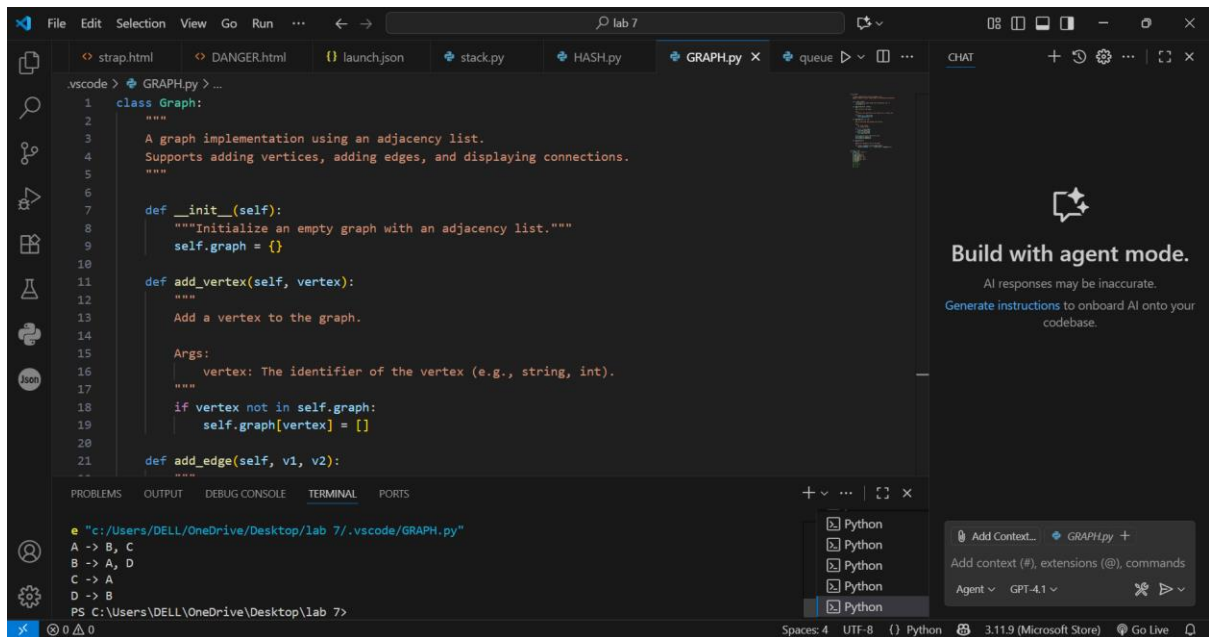 File Edit Selection View Go Run ··· ← → lab 7
strap.html DANGER.html {} launch.json stack.py HASH.py GRAPH.py × queue ···
.vscode > GRAPH.py > ...
1 class Graph:
2 """
3 A graph implementation using an adjacency list.
4 Supports adding vertices, adding edges, and displaying connections.
5 """
6
7 def __init__(self):
8 """Initialize an empty graph with an adjacency list."""
9 self.graph = {}
10
11 def add_vertex(self, vertex):
12 """
13 Add a vertex to the graph.
14
15 Args:
16 vertex: The identifier of the vertex (e.g., string, int).
17 """
18 if vertex not in self.graph:
19 self.graph[vertex] = []
20
21 def add_edge(self, v1, v2):
PROBLEMS OUTPUT DEBUG CONSOLE TERMINAL PORTS
e "c:/Users/DELL/OneDrive/Desktop/lab 7/.vscode/GRAPH.py"
A -> B, C
B -> A, D
C -> A
D -> B
PS C:\Users\DELL\OneDrive\Desktop\lab 7>
Python
Python
Python
Python
Python
CHAT
Build with agent mode.
AI responses may be inaccurate.
Generate instructions to onboard AI onto your
codebase.
Add Context... GRAPH.py +
Add context (#), extensions (@), commands
Agent GPT-4.1
Json
0 0 Spaces: 4 UTF-8 {} Python 3.11.9 (Microsoft Store) Go Live